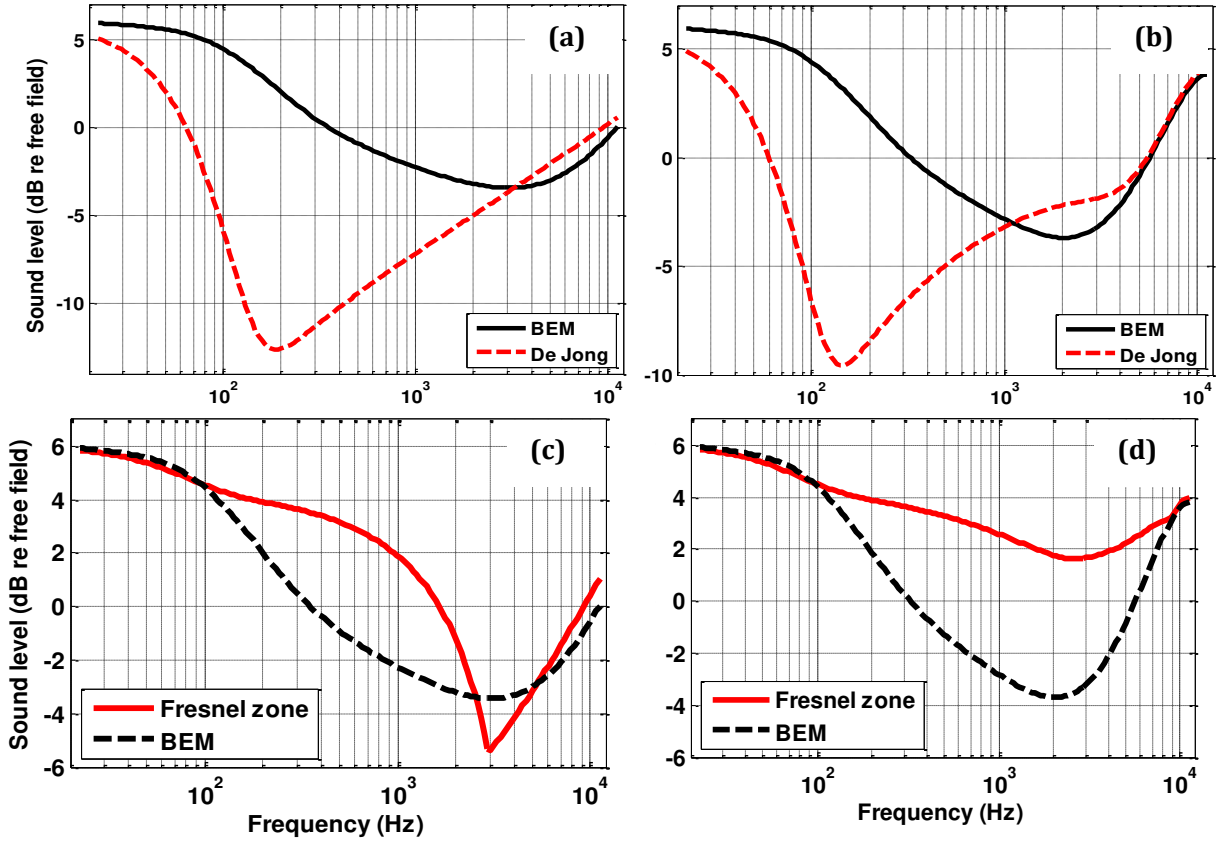 (a)
Sound level (dB re free field)
5
0
-5
-10
BEM
De Jong
10²
10³
10⁴
(b)
5
0
-5
-10
BEM
De Jong
10²
10³
10⁴
(c)
Sound level (dB re free field)
6
4
2
0
-2
-4
-6
Fresnel zone
BEM
10²
10³
10⁴
Frequency (Hz)
(d)
6
4
2
0
-2
-4
-6
Fresnel zone
BEM
10²
10³
10⁴
Frequency (Hz)